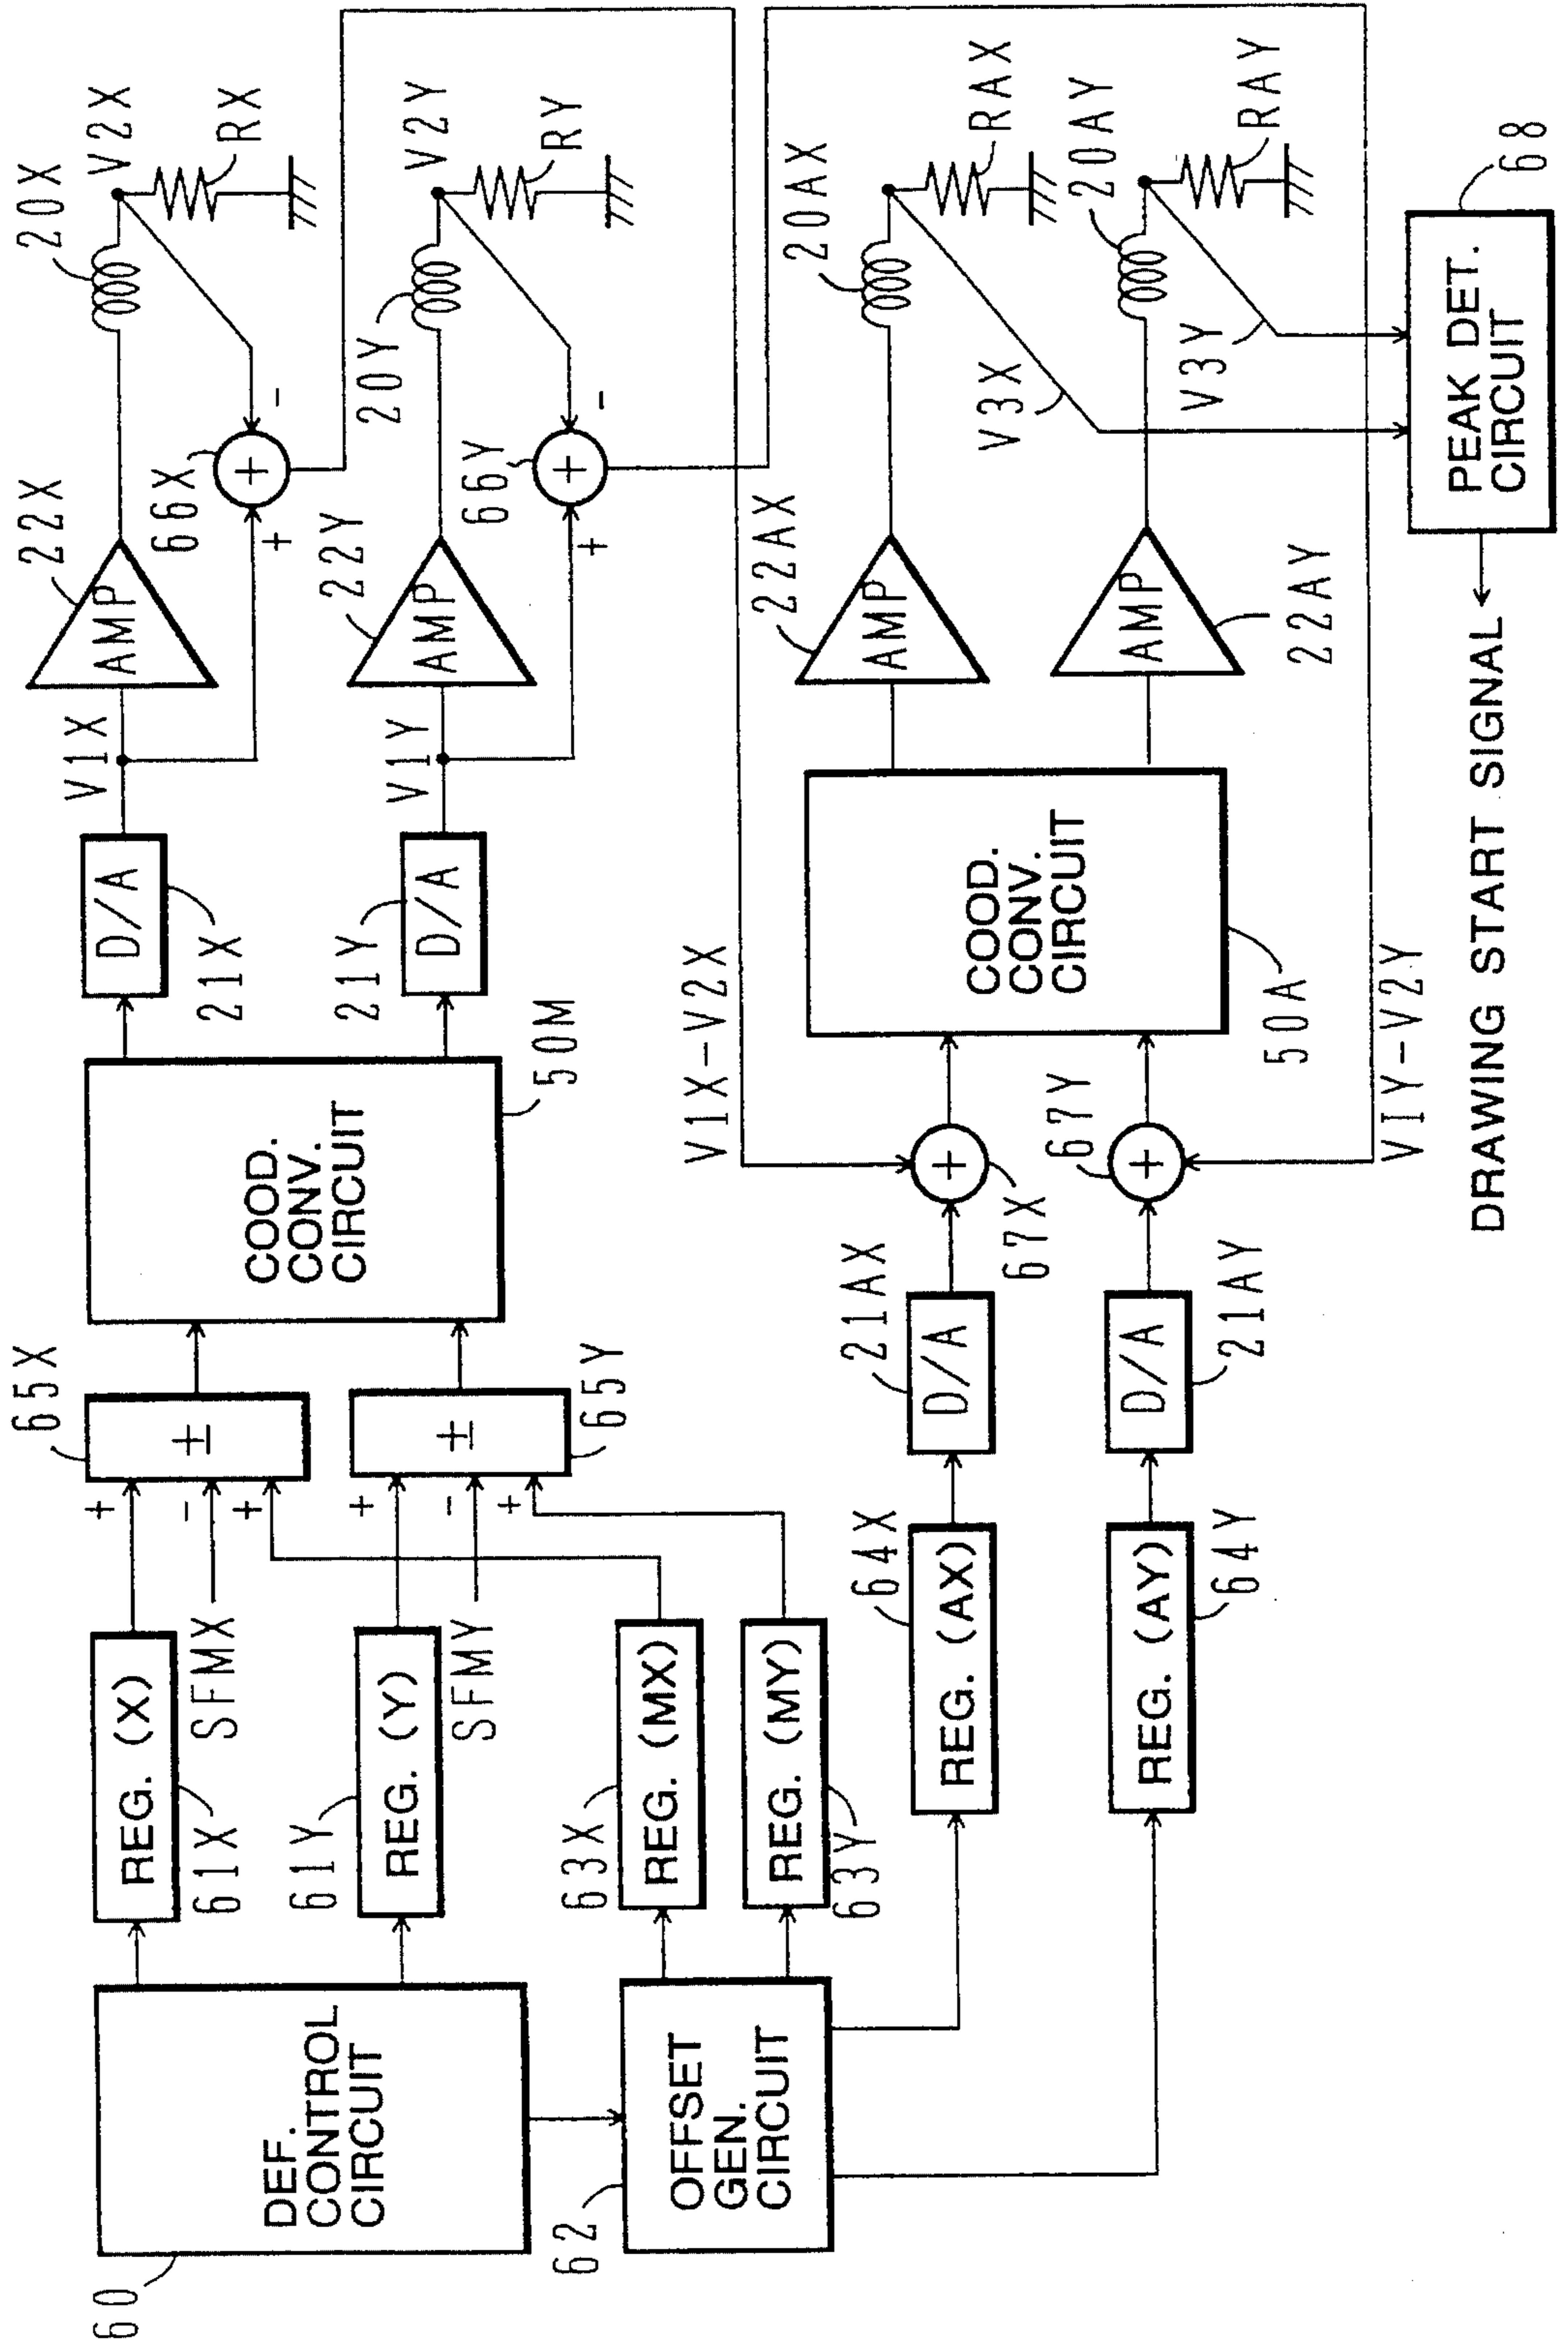 60
DEF.
CONTROL
CIRCUIT
REG. (X)
61X
SFMX
REG. (Y)
61Y
SFMY
65X
±
+
-
+
65Y
±
+
-
+
COOD.
CONV.
CIRCUIT
50M
D/A
21X
D/A
21Y
V1X
AMP
22X
66X
+
+
-
20X
V2X
RX
V1Y
AMP
22Y
66Y
+
+
-
20Y
V2Y
RY
62
OFFSET
GEN.
CIRCUIT
63X
REG. (MX)
REG. (MY)
63Y
64X
REG. (AX)
REG. (AY)
64Y
21AX
D/A
D/A
21AY
V1X-V2X
+
67X
67Y
+
VIY-V2Y
COOD.
CONV.
CIRCUIT
50A
22AX
AMP
AMP
22AY
20AX
RAX
20AY
RAY
V3X
V3Y
DRAWING START SIGNAL
PEAK DET.
CIRCUIT
68